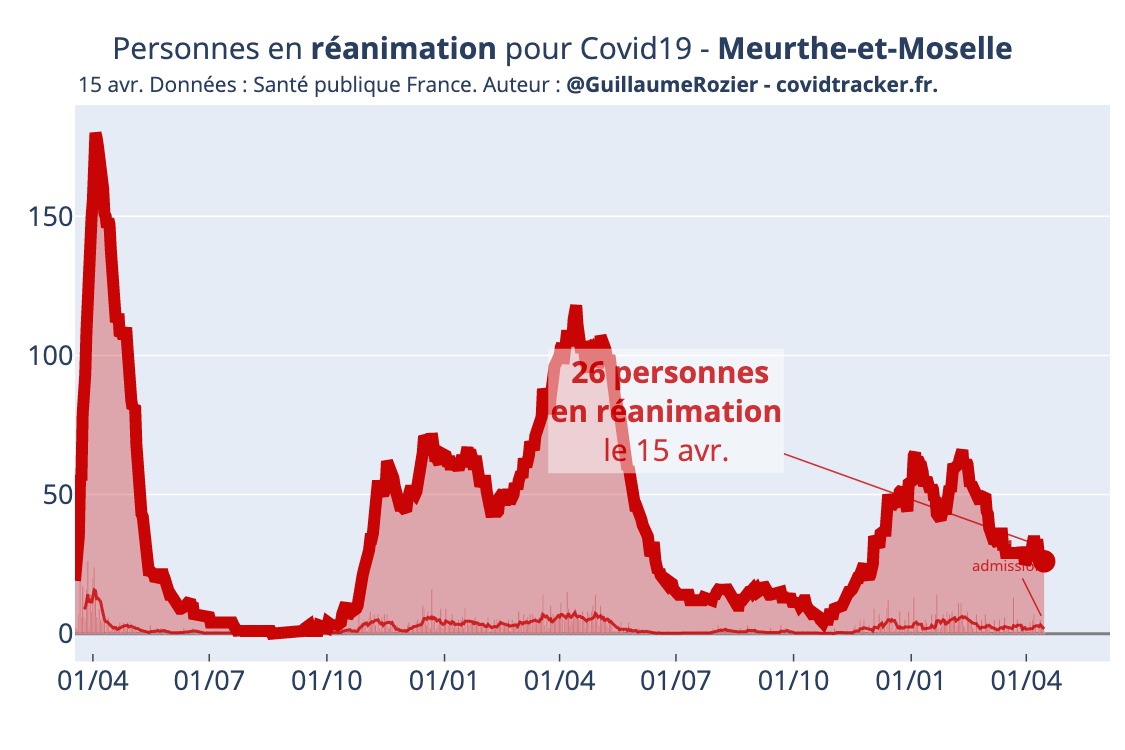 Personnes en réanimation pour Covid19 - Meurthe-et-Moselle
15 avr. Données : Santé publique France. Auteur : @GuillaumeRozier - covidtracker.fr.
150
100
50
0
26 personnes
en réanimation
le 15 avr.
01/04 01/07 01/10 01/01 01/04 01/07 01/10 01/01 01/04